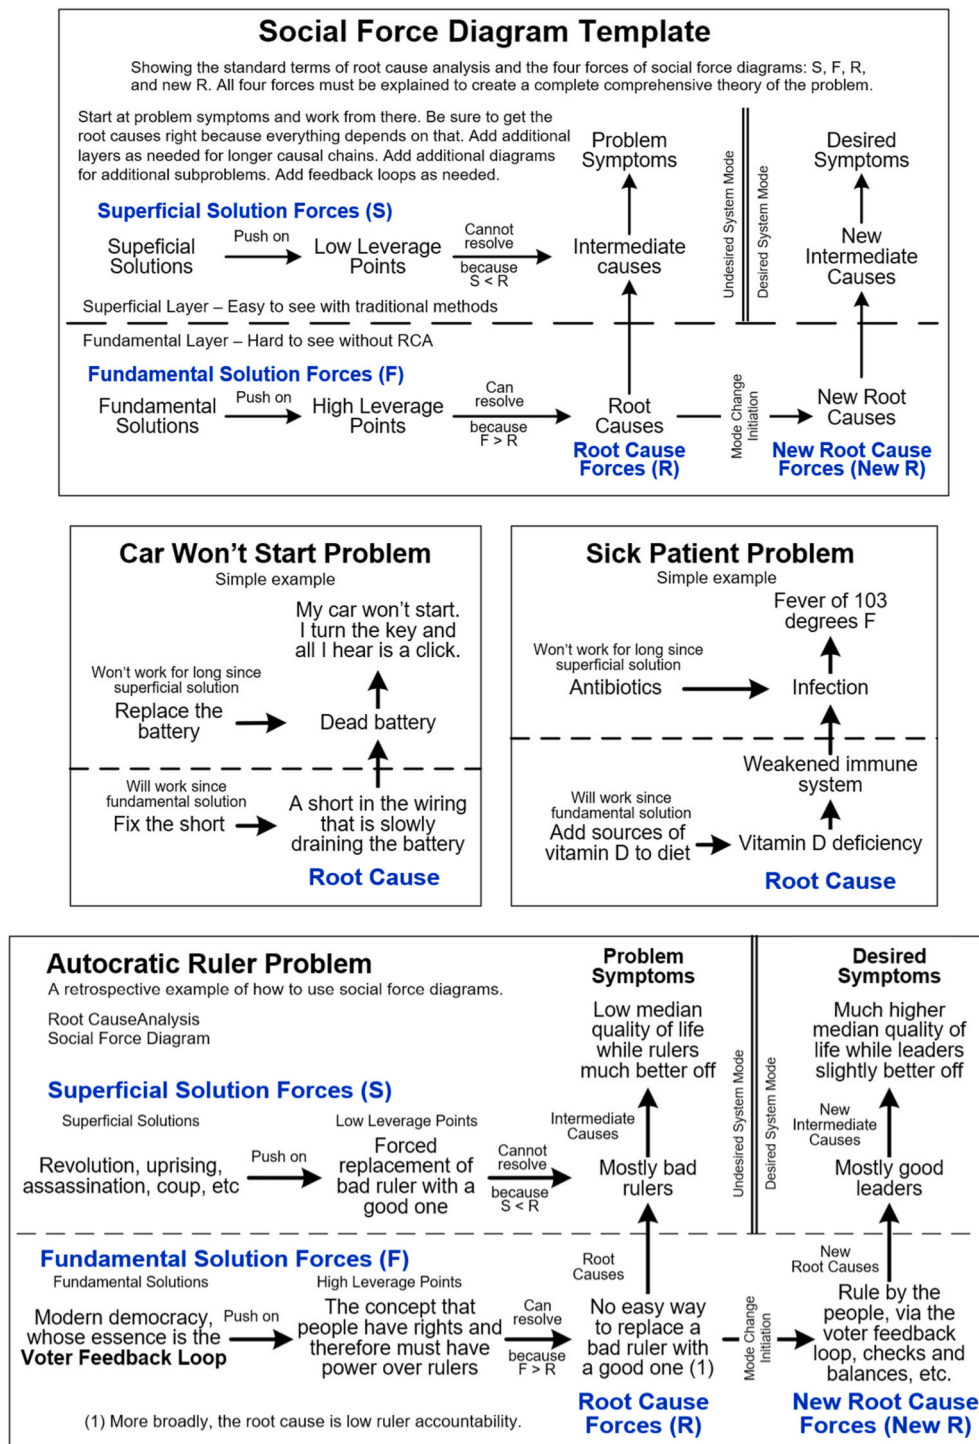 Social Force Diagram Template
Showing the standard terms of root cause analysis and the four forces of social force diagrams: S, F, R,
and new R. All four forces must be explained to create a complete comprehensive theory of the problem.
Start at problem symptoms and work from there. Be sure to get the
root causes right because everything depends on that. Add additional
layers as needed for longer causal chains. Add additional diagrams
for additional subproblems. Add feedback loops as needed.
Problem
Symptoms
Undesired System Mode
Desired System Mode
Desired
Symptoms
Superficial Solution Forces (S)
Supeficial
Solutions
Push on
Low Leverage
Points
Cannot
resolve
because
S < R
Intermediate
causes
New
Intermediate
Causes
Superficial Layer – Easy to see with traditional methods
Fundamental Layer – Hard to see without RCA
Fundamental Solution Forces (F)
Fundamental
Solutions
Push on
High Leverage
Points
Can
resolve
because
F > R
Root
Causes
Root Cause
Forces (R)
Mode Change
Initiation
New Root
Causes
New Root Cause
Forces (New R)
Car Won't Start Problem
Simple example
My car won't start.
I turn the key and
all I hear is a click.
Won't work for long since
superficial solution
Replace the
battery
Dead battery
Will work since
fundamental solution
Fix the short
A short in the wiring
that is slowly
draining the battery
Root Cause
Sick Patient Problem
Simple example
Fever of 103
degrees F
Won't work for long since
superficial solution
Antibiotics
Infection
Weakened immune
system
Will work since
fundamental solution
Add sources of
vitamin D to diet
Vitamin D deficiency
Root Cause
Autocratic Ruler Problem
A retrospective example of how to use social force diagrams.
Root CauseAnalysis
Social Force Diagram
Problem
Symptoms
Low median
quality of life
while rulers
much better off
Undesired System Mode
Desired System Mode
Desired
Symptoms
Much higher
median quality of
life while leaders
slightly better off
Superficial Solution Forces (S)
Superficial Solutions
Revolution, uprising,
assassination, coup, etc
Push on
Low Leverage Points
Forced
replacement of
bad ruler with a
good one
Cannot
resolve
because
S < R
Intermediate
Causes
Mostly bad
rulers
New
Intermediate
Causes
Mostly good
leaders
Fundamental Solution Forces (F)
Fundamental Solutions
Modern democracy,
whose essence is the
Voter Feedback Loop
Push on
High Leverage Points
The concept that
people have rights and
therefore must have
power over rulers
Can
resolve
because
F > R
Root
Causes
No easy way
to replace a
bad ruler with
a good one (1)
Root Cause
Forces (R)
Mode Change
Initiation
New
Root Causes
Rule by the
people, via the
voter feedback
loop, checks and
balances, etc.
New Root Cause
Forces (New R)
(1) More broadly, the root cause is low ruler accountability.